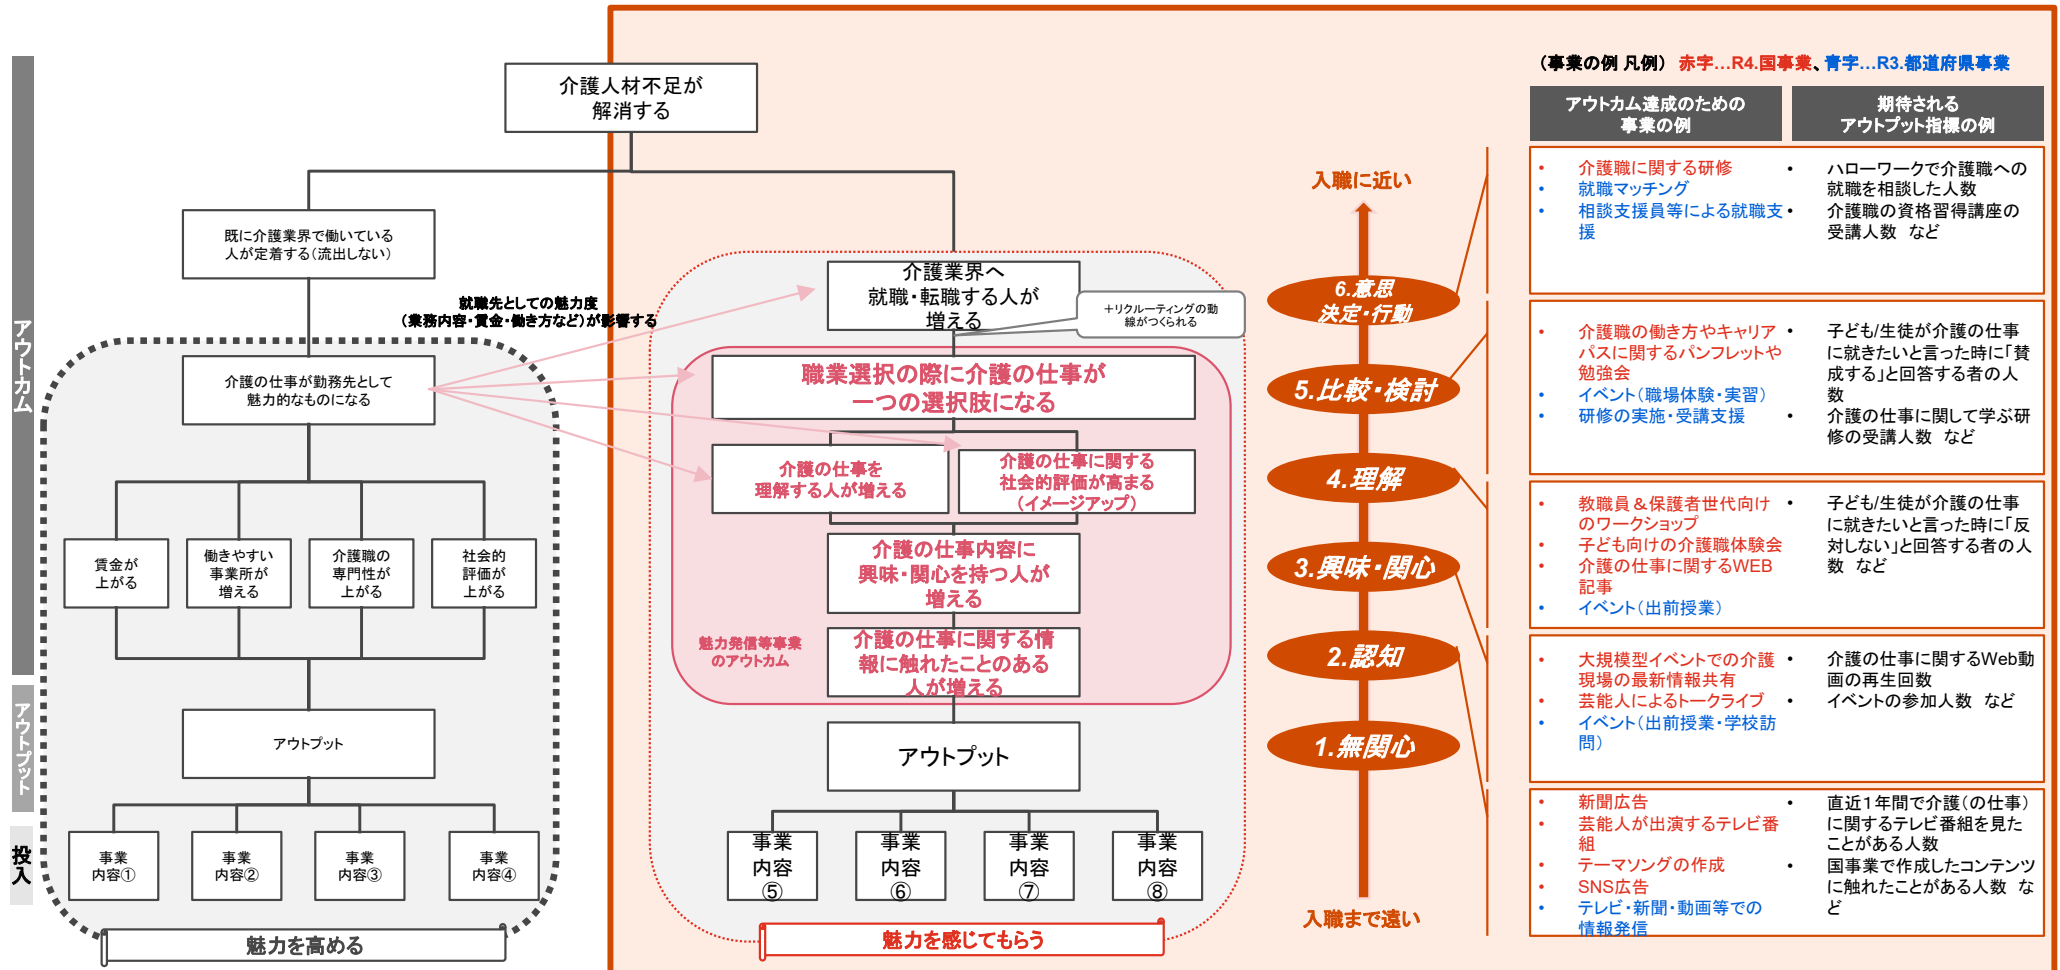 （事業の例 凡例） 赤字…R4.国事業、青字…R3.都道府県事業
アウトカム
アウトプット
投入
介護人材不足が
解消する
既に介護業界で働いている
人が定着する（流出しない）
就職先としての魅力度
（業務内容・賃金・働き方など）が影響する
介護の仕事が勤務先として
魅力的なものになる
賃金が
上がる
働きやすい
事業所が
増える
介護職の
専門性が
上がる
社会的
評価が
上がる
アウトプット
事業
内容①
事業
内容②
事業
内容③
事業
内容④
魅力を高める
介護業界へ
就職・転職する人が
増える
＋リクルーティングの動
線がつくられる
職業選択の際に介護の仕事が
一つの選択肢になる
介護の仕事を
理解する人が増える
介護の仕事に関する
社会的評価が高まる
（イメージアップ）
介護の仕事内容に
興味・関心を持つ人が
増える
魅力発信等事業
のアウトカム
介護の仕事に関する情
報に触れたことのある
人が増える
アウトプット
事業
内容
⑤
事業
内容
⑥
事業
内容
⑦
事業
内容
⑧
魅力を感じてもらう
入職に近い
6.意思
決定・行動
5.比較・検討
4.理解
3.興味・関心
2.認知
1.無関心
入職まで遠い
アウトカム達成のための
事業の例
期待される
アウトプット指標の例
• 介護職に関する研修
• 就職マッチング
• 相談支援員等による就職支
援
• ハローワークで介護職への
就職を相談した人数
• 介護職の資格習得講座の
受講人数 など
• 介護職の働き方やキャリア
パスに関するパンフレットや
勉強会
• イベント（職場体験・実習）
• 研修の実施・受講支援
• 子ども/生徒が介護の仕事
に就きたいと言った時に「賛
成する」と回答する者の人
数
• 介護の仕事に関して学ぶ研
修の受講人数 など
• 教職員＆保護者世代向け
のワークショップ
• 子ども向けの介護職体験会
• 介護の仕事に関するWEB
記事
• イベント（出前授業）
• 子ども/生徒が介護の仕事
に就きたいと言った時に「反
対しない」と回答する者の人
数 など
• 大規模型イベントでの介護
現場の最新情報共有
• 芸能人によるトークライブ
• イベント（出前授業・学校訪
問）
• 介護の仕事に関するWeb動
画の再生回数
• イベントの参加人数 など
• 新聞広告
• 芸能人が出演するテレビ番
組
• テーマソングの作成
• SNS広告
• テレビ・新聞・動画等での
情報発信
• 直近１年間で介護（の仕事）
に関するテレビ番組を見た
ことがある人数
• 国事業で作成したコンテンツ
に触れたことがある人数 な
ど